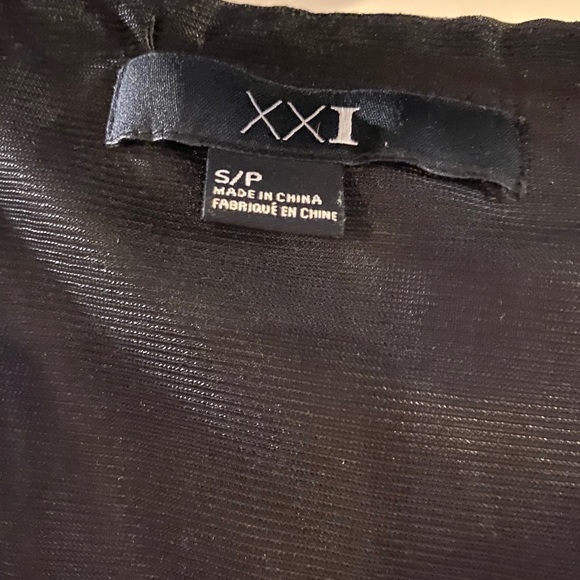 XXI
S/P
MADE IN CHINA
FABRIQUÉ EN CHINE